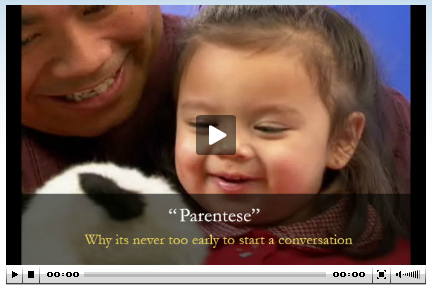 “Parentese”
Why its never too early to start a conversation
00:00 00:00